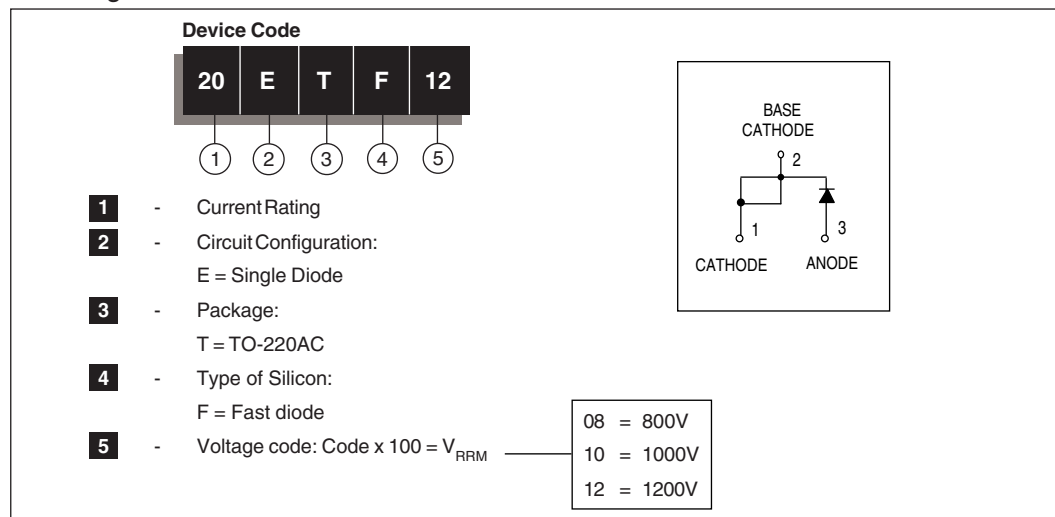 Device Code
20 E T F 12
1 2 3 4 5
1 - Current Rating
2 - Circuit Configuration:
E = Single Diode
3 - Package:
T = TO-220AC
4 - Type of Silicon:
F = Fast diode
5 - Voltage code: Code x 100 = VRRM
08 = 800V
10 = 1000V
12 = 1200V
BASE
CATHODE
2
1 3
CATHODE ANODE